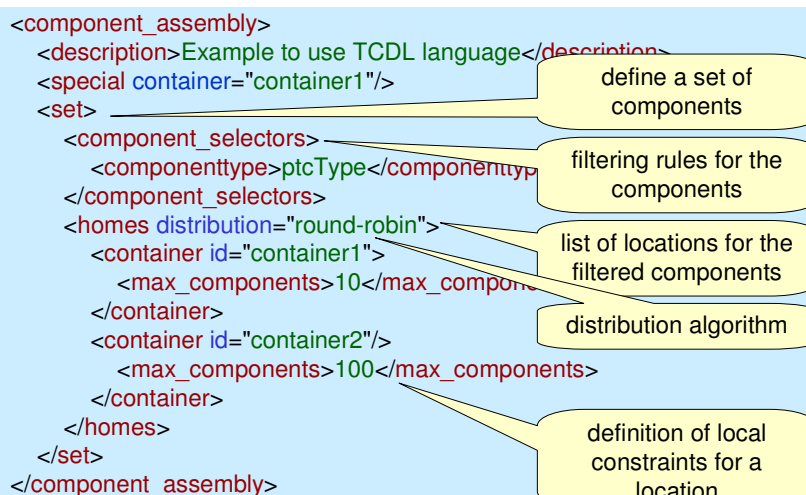 <component_assembly>
<description>Example to use TCDL language</description>
<special container="container1"/>
<set>
define a set of
components
<component_selectors>
<componenttype>ptcType</componenttyp
filtering rules for the
components
</component_selectors>
<homes distribution="round-robin">
list of locations for the
filtered components
<container id="container1">
<max_components>10</max_compone
</container>
distribution algorithm
<container id="container2"/>
<max_components>100</max_components>
</container>
</homes>
definition of local
constraints for a
location
</set>
</component_assembly>